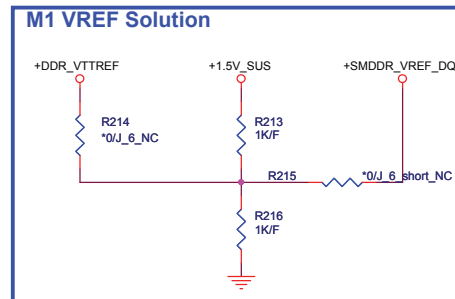 M1 VREF Solution
+DDR_VTTREF
+1.5V_SUS
+SMDDR_VREF_DQ
R214
*0/J_6_NC
R213
1K/F
R215
*0/J_6_short_NC
R216
1K/F